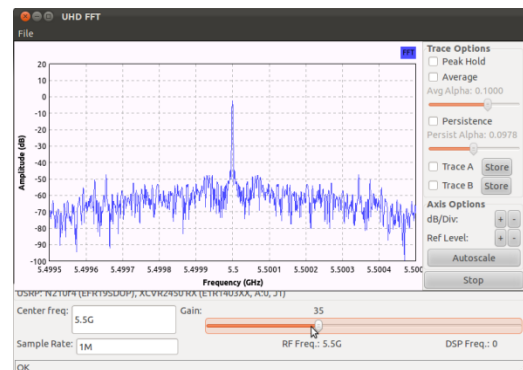 UHD FFT
File
FFT
Trace Options
Peak Hold
Average
Avg Alpha: 0.1000
Persistence
Persist Alpha: 0.0978
Trace A Store
Trace B Store
Axis Options
dB/Div: + -
Ref Level: + -
Autoscale
Stop
Amplitude (dB)
20
10
0
-10
-20
-30
-40
-50
-60
-70
-80
-90
-100
5.4995 5.4996 5.4997 5.4998 5.4999 5.5 5.5001 5.5002 5.5003 5.5004 5.500
Frequency (GHz)
Center freq: 5.5G Gain: 35
Sample Rate: 1M RF Freq.: 5.5G DSP Freq.: 0
OK